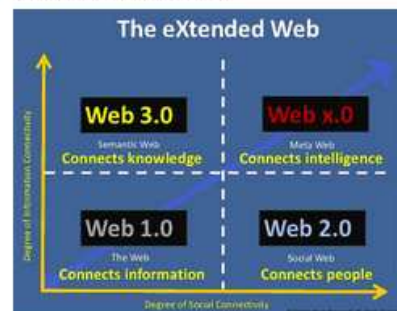 The eXtended Web
Degree of Information Connectivity
Web 3.0
Semantic Web
Connects knowledge
Web x.0
Meta Web
Connects intelligence
Web 1.0
The Web
Connects information
Web 2.0
Social Web
Connects people
Degree of Social Connectivity